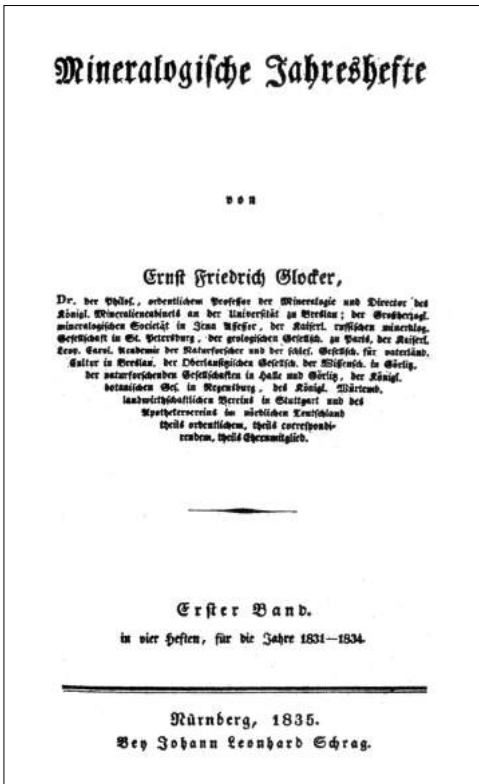 Mineralogische Jahreshefte
von
Ernst Friedrich Glocker,
Dr. der Philos., ordentlichem Professor der Mineralogie und Director des
Königl. Mineraliencabinets an der Universität zu Breslau; der Großherzogl.
mineralogischen Societät in Jena Assessor, der Kaiserl. russischen mineralog.
Gesellschaft in St. Petersburg, der geologischen Gesellsch. zu Paris, der Kaiserl.
Leop. Carol. Academie der Naturforscher und der schles. Gesellsch. für vaterländ.
Cultur in Breslau, der Oberlausizischen Gesellsch. der Wissensch. in Görlitz,
der naturforschenden Gesellschaften in Halle und Görlitz, der Königl.
botanischen Ges. in Regensburg, des Königl. Würtemb.
landwirthschaftlichen Vereins in Stuttgart und des
Apothekervereins im nördlichen Teutschland
theils ordentlichem, theils correspondi-
rendem, theils Ehrenmitglied.
Erster Band.
in vier Heften, für die Jahre 1831—1834.
Nürnberg, 1835.
Bey Johann Leonhard Schrag.